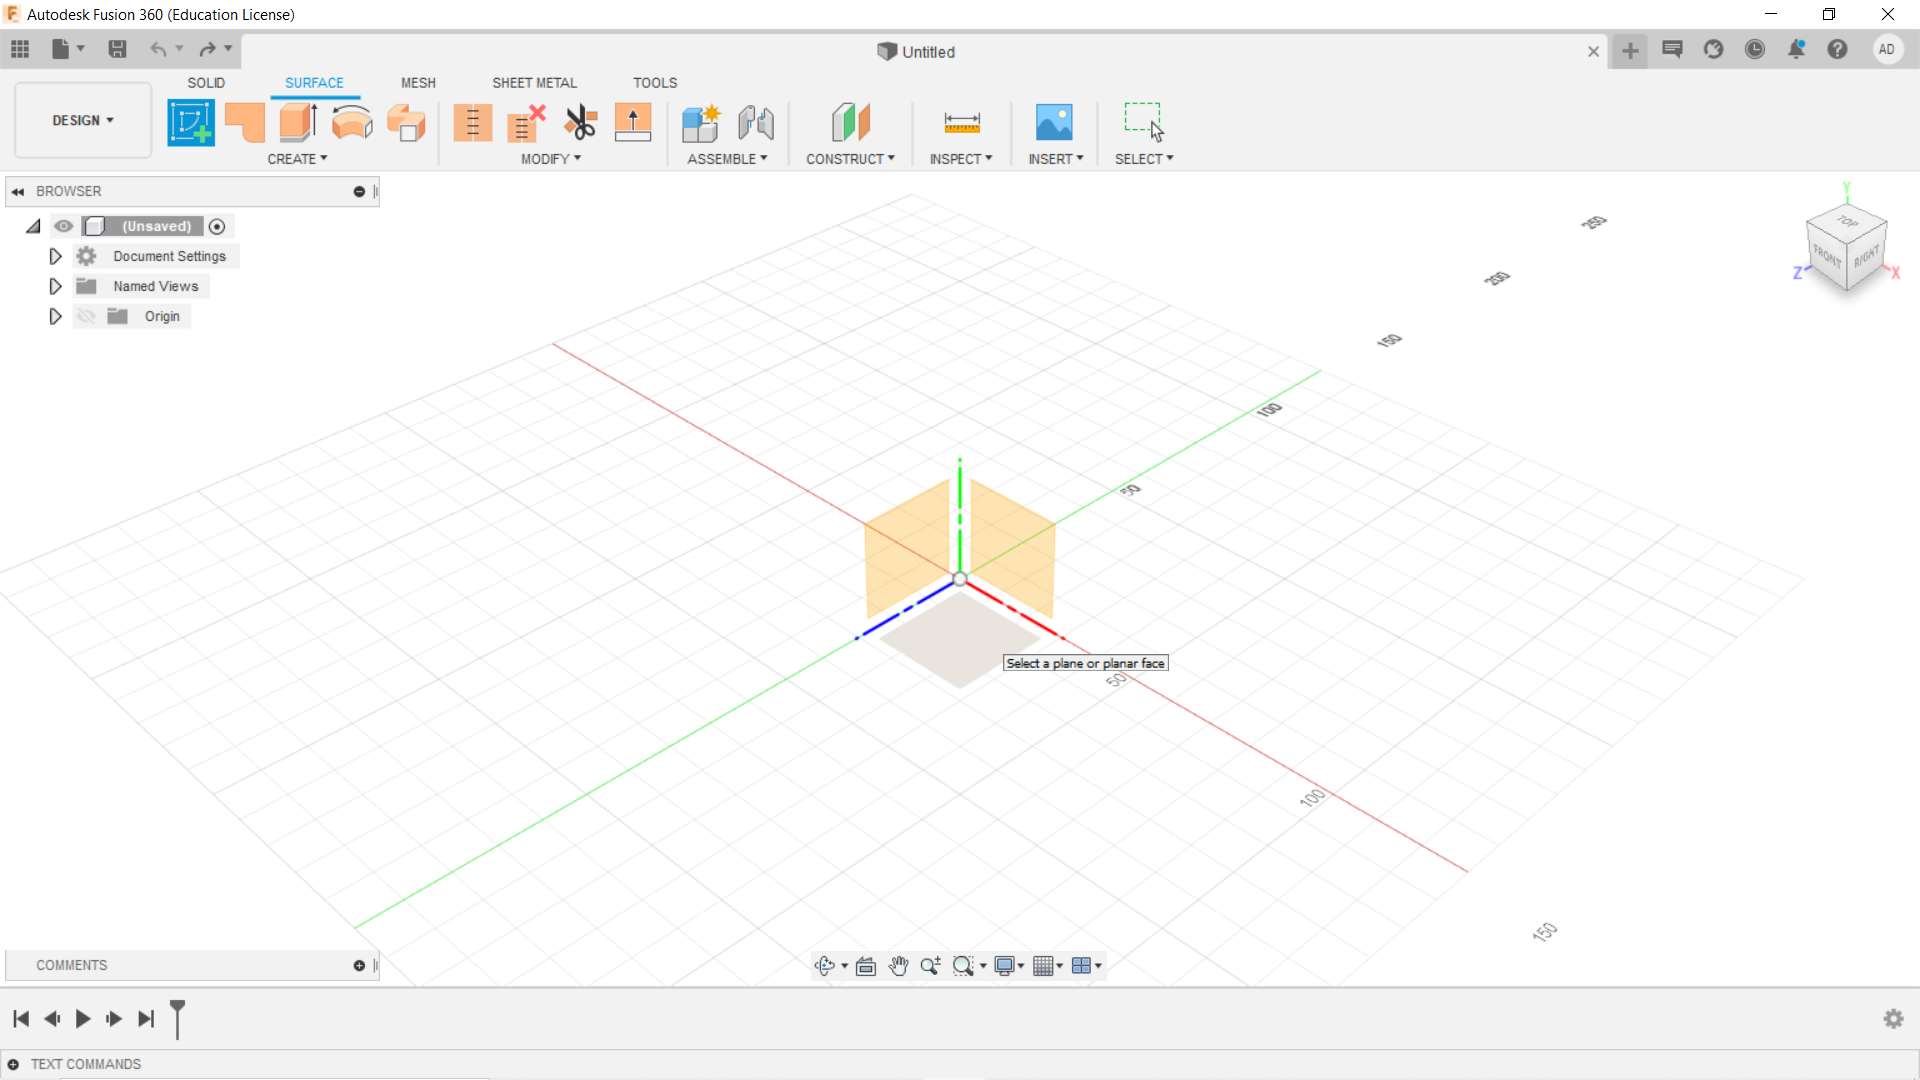 Autodesk Fusion 360 (Education License)
Untitled
AD
SOLID
SURFACE
MESH
SHEET METAL
TOOLS
DESIGN
CREATE
MODIFY
ASSEMBLE
CONSTRUCT
INSPECT
INSERT
SELECT
BROWSER
(Unsaved)
Document Settings
Named Views
Origin
Y
TOP
FRONT
RIGHT
Z
X
250
200
150
100
50
Select a plane or planar face
50
100
150
COMMENTS
TEXT COMMANDS